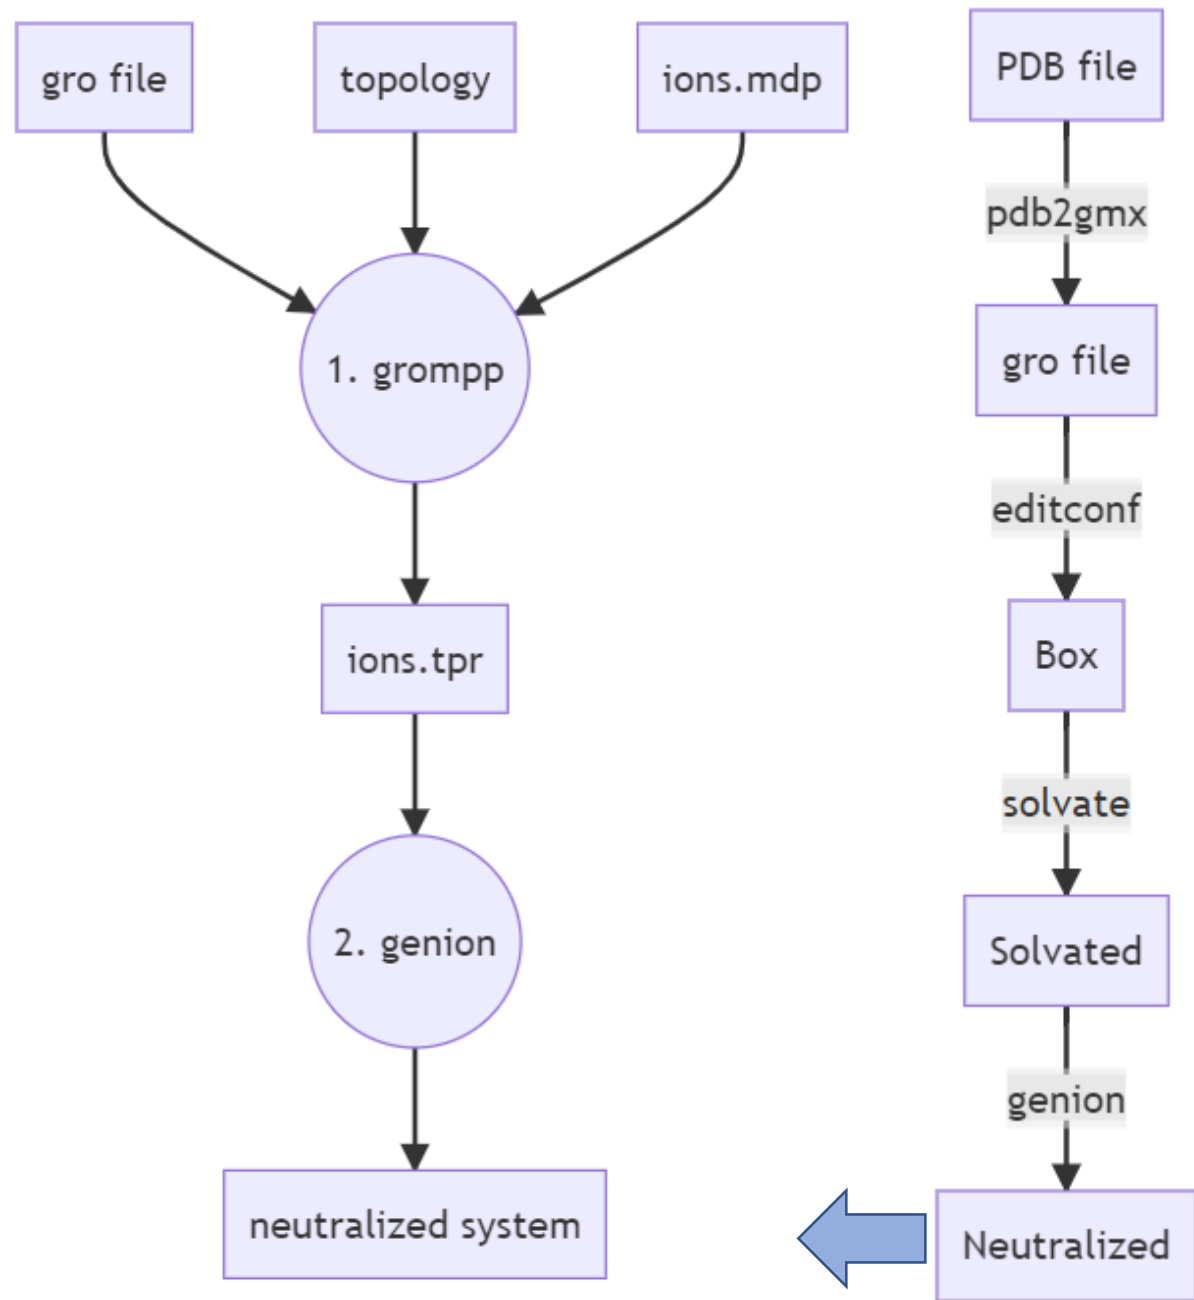 gro file
topology
ions.mdp
1. grompp
ions.tpr
2. genion
neutralized system
PDB file
pdb2gmx
gro file
editconf
Box
solvate
Solvated
genion
Neutralized